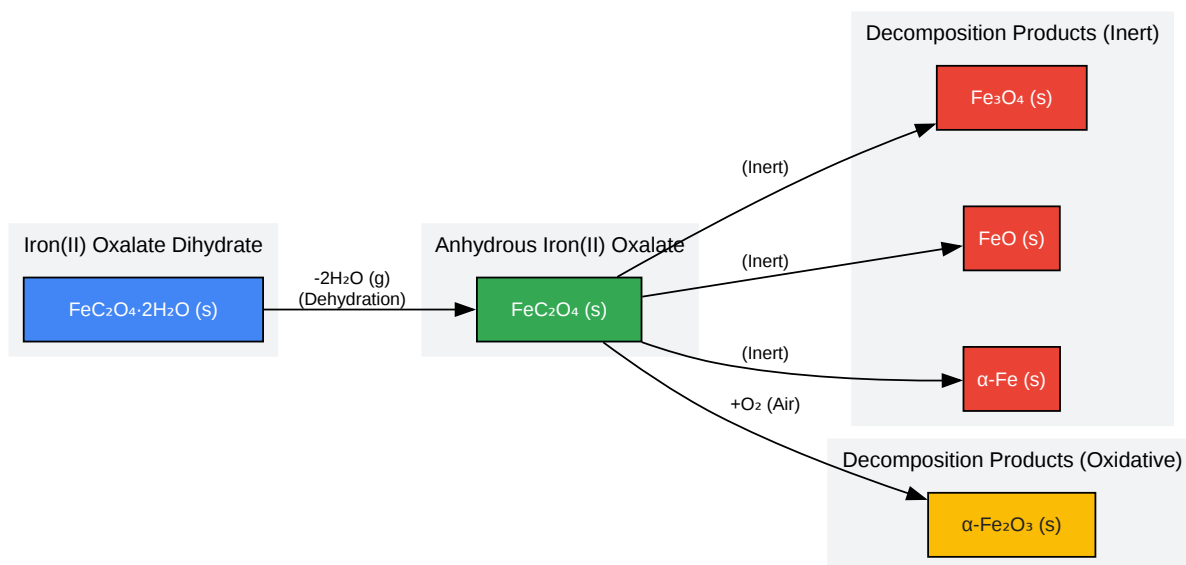 Decomposition Products (Inert)
Fe₃O₄ (s)
(Inert)
FeO (s)
Iron(II) Oxalate Dihydrate
Anhydrous Iron(II) Oxalate
(Inert)
-2H₂O (g)
(Dehydration)
FeC₂O₄·2H₂O (s)
FeC₂O₄ (s)
(Inert)
α-Fe (s)
+O₂ (Air)
Decomposition Products (Oxidative)
α-Fe₂O₃ (s)